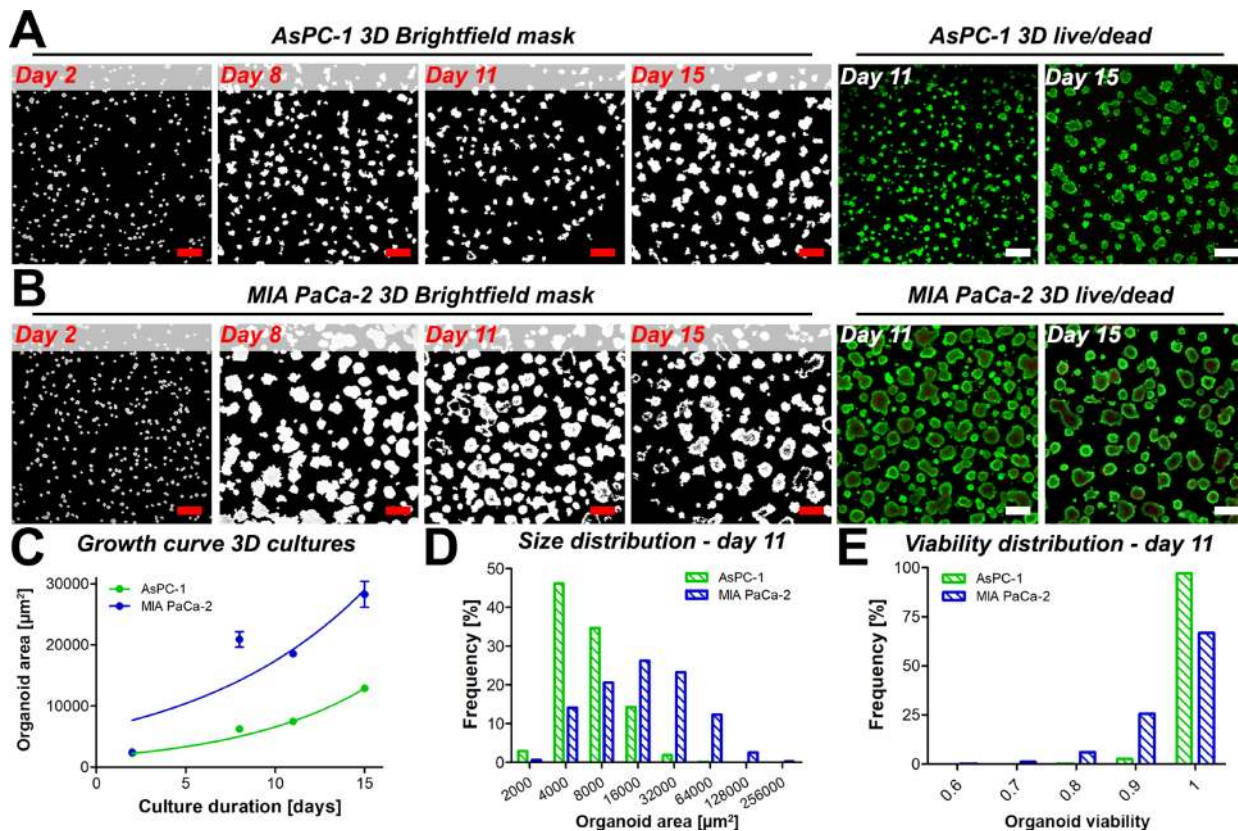 A
AsPC-1 3D Brightfield mask
AsPC-1 3D live/dead
Day 2
Day 8
Day 11
Day 15
Day 11
Day 15
B
MIA PaCa-2 3D Brightfield mask
MIA PaCa-2 3D live/dead
Day 2
Day 8
Day 11
Day 15
Day 11
Day 15
C
Growth curve 3D cultures
30000
20000
10000
0
Organoid area [µm²]
AsPC-1
MIA PaCa-2
0
5
10
15
Culture duration [days]
D
Size distribution - day 11
50
40
30
20
10
0
Frequency [%]
AsPC-1
MIA PaCa-2
2000
4000
8000
16000
32000
64000
128000
256000
Organoid area [µm²]
E
Viability distribution - day 11
100
75
50
25
0
Frequency [%]
AsPC-1
MIA PaCa-2
0.6
0.7
0.8
0.9
1
Organoid viability